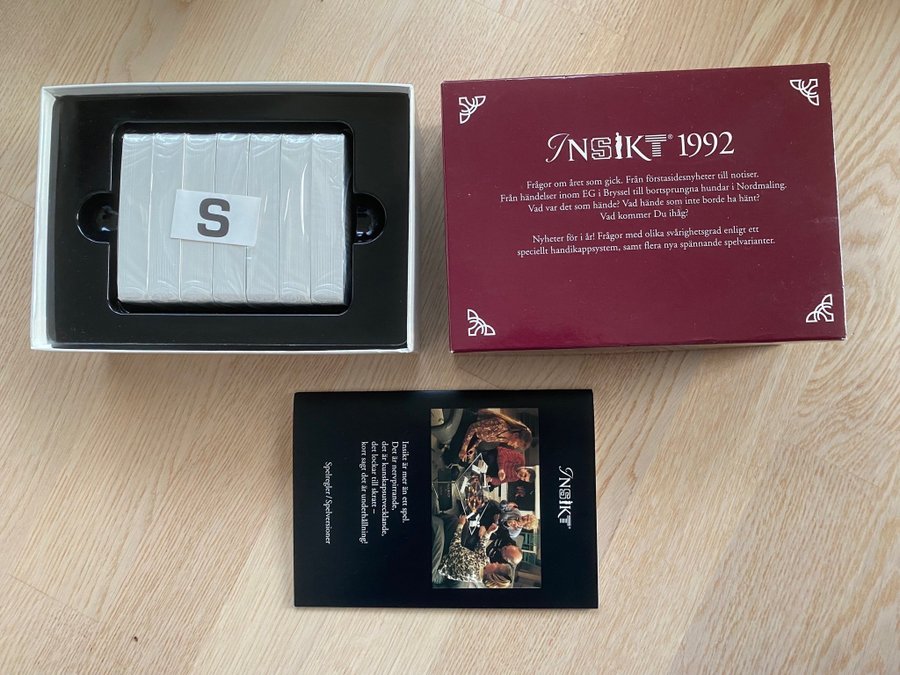 S
INSIKT® 1992
Frågor om året som gick. Från förstasidesnyheter till notiser.
Från händelser inom EG i Bryssel till bortsprungna hundar i Nordmaling.
Vad var det som hände? Vad hände som inte borde ha hänt?
Vad kommer Du ihåg?
Nyheter för i år! Frågor med olika svårighetsgrad enligt ett
speciellt handikappsystem, samt flera nya spännande spelvarianter.
INSIKT®
Insikt är mer än ett spel.
Det är nervpirrande,
det är kunskapsutvecklande,
det lockar till skratt –
kort sagt det är underhållning!
Spelregler/Spelversioner